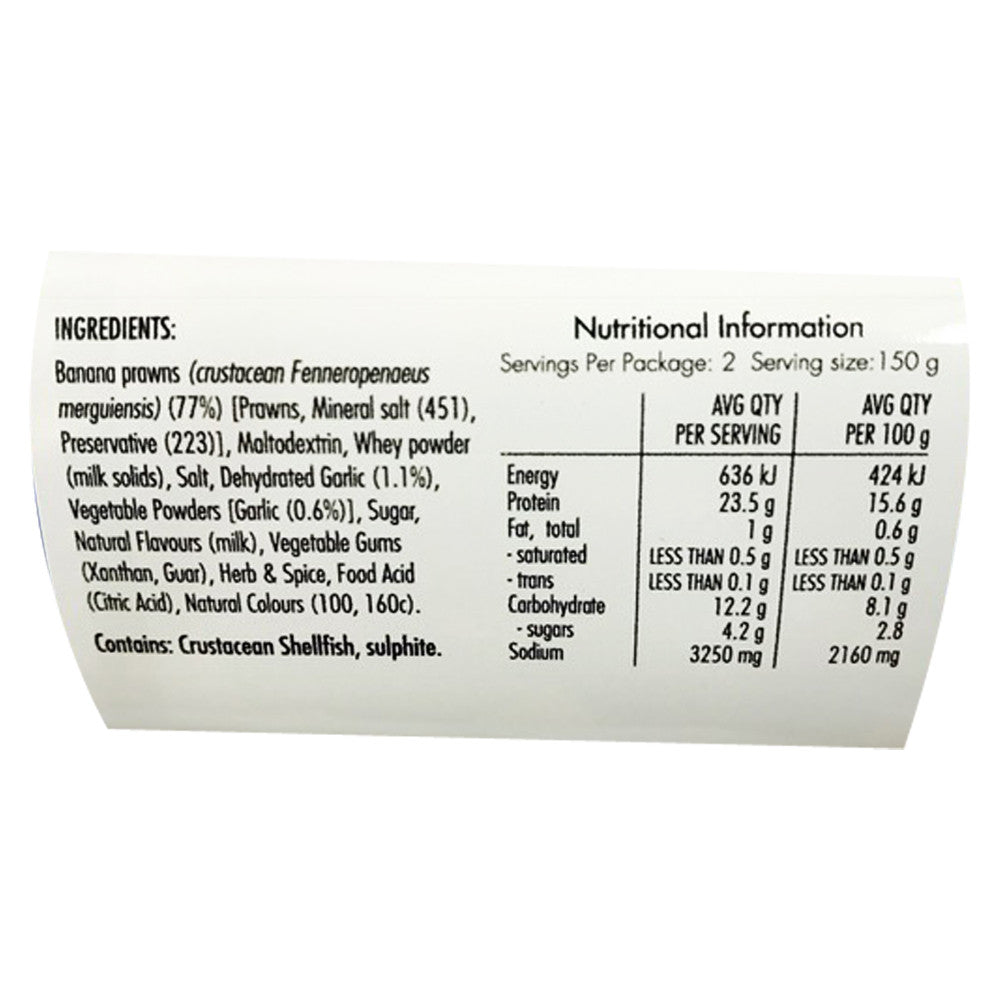 INGREDIENTS:
Banana prawns (crustacean Fenneropenaeus
merguiensis) (77%) [Prawns, Mineral salt (451),
Preservative (223)], Maltodextrin, Whey powder
(milk solids), Salt, Dehydrated Garlic (1.1%),
Vegetable Powders [Garlic (0.6%)], Sugar,
Natural Flavours (milk), Vegetable Gums
(Xanthan, Guar), Herb & Spice, Food Acid
(Citric Acid), Natural Colours (100, 160c).
Contains: Crustacean Shellfish, sulphite.
Nutritional Information
Servings Per Package: 2 Serving size: 150 g
AVG QTY AVG QTY
PER SERVING PER 100 g
Energy 636 kJ 424 kJ
Protein 23.5 g 15.6 g
Fat, total 1 g 0.6 g
- saturated LESS THAN 0.5 g LESS THAN 0.5 g
- trans LESS THAN 0.1 g LESS THAN 0.1 g
Carbohydrate 12.2 g 8.1 g
- sugars 4.2 g 2.8
Sodium 3250 mg 2160 mg